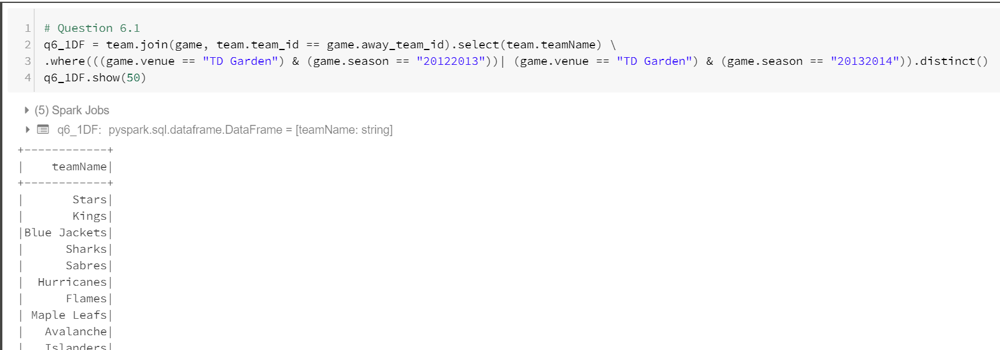 1 # Question 6.1
2 q6_1DF = team.join(game, team.team_id == game.away_team_id).select(team.teamName) \
3 .where(((game.venue == "TD Garden") & (game.season == "20122013"))| (game.venue == "TD Garden") & (game.season == "20132014")).distinct()
4 q6_1DF.show(50)
(5) Spark Jobs
q6_1DF: pyspark.sql.dataframe.DataFrame = [teamName: string]
+------------+
|    teamName|
+------------+
|       Stars|
|       Kings|
|Blue Jackets|
|      Sharks|
|      Sabres|
|  Hurricanes|
|      Flames|
| Maple Leafs|
|   Avalanche|
|   Islanders|